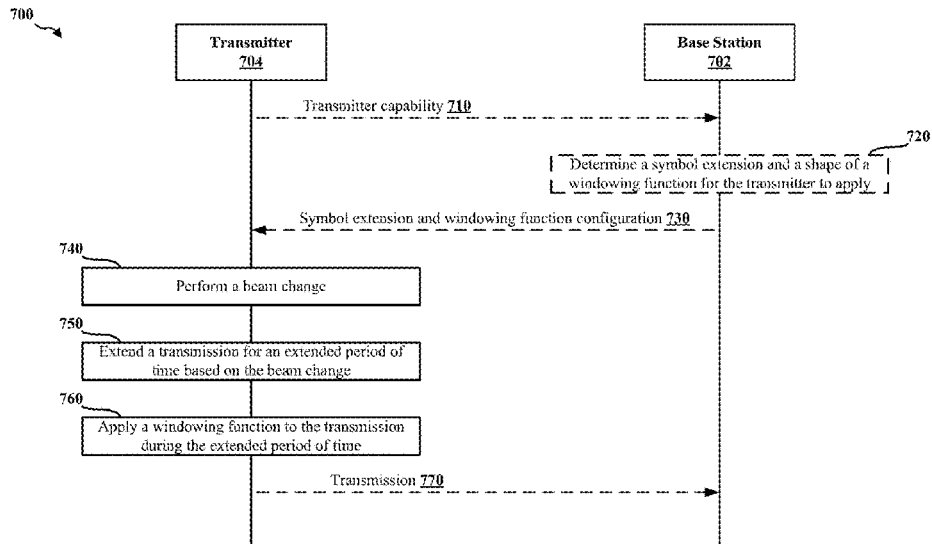 700
Transmitter
704
Base Station
702
Transmitter capability 710
720
Determine a symbol extension and a shape of a
windowing function for the transmitter to apply
Symbol extension and windowing function configuration 730
740
Perform a beam change
750
Extend a transmission for an extended period of
time based on the beam change
760
Apply a windowing function to the transmission
during the extended period of time
Transmission 770